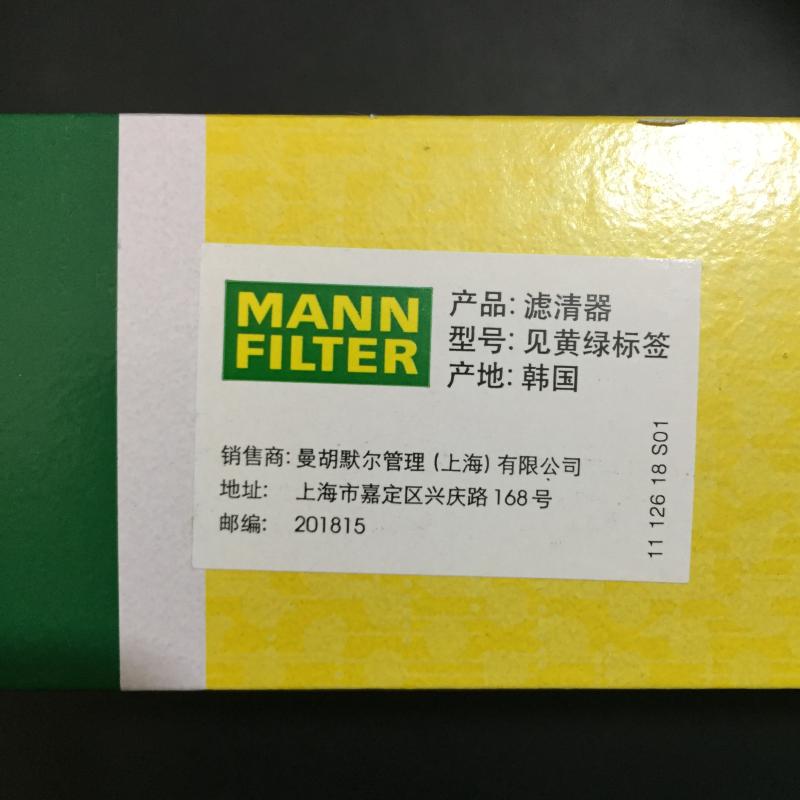 MANN
FILTER
产品: 滤清器
型号: 见黄绿标签
产地: 韩国
销售商: 曼胡默尔管理 (上海) 有限公司
地址: 上海市嘉定区兴庆路 168 号
邮编: 201815
11 126 18 S01